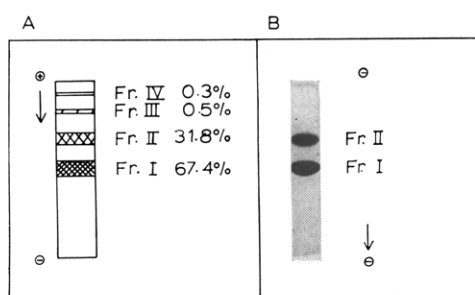 A
⊕
Fr. IV 0.3%
Fr. III 0.5%
Fr. II 31.8%
Fr. I 67.4%
⊖
B
⊖
Fr. II
Fr. I
⊖